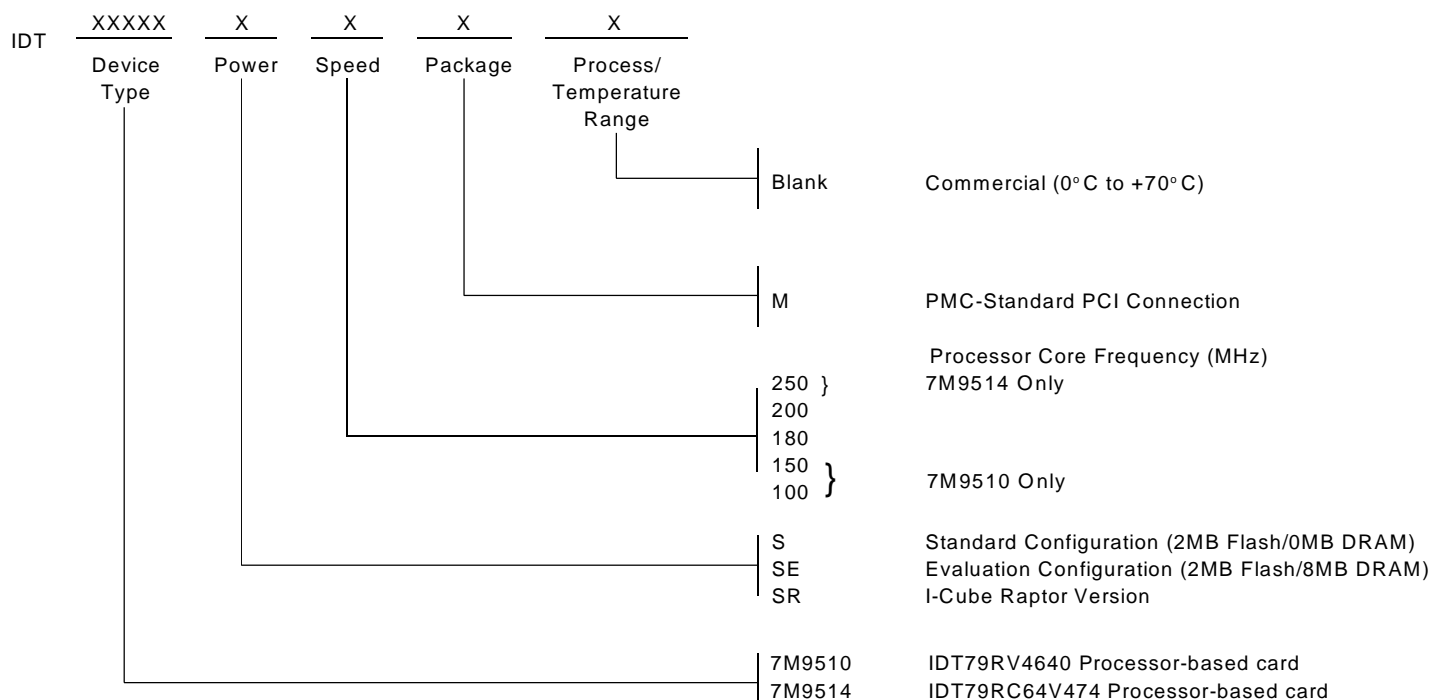 IDT XXXXX X X X X
Device Type Power Speed Package Process/ Temperature Range
Blank Commercial (0°C to +70°C)
M PMC-Standard PCI Connection
Processor Core Frequency (MHz)
250 } 7M9514 Only
200
180
150
100 } 7M9510 Only
S Standard Configuration (2MB Flash/0MB DRAM)
SE Evaluation Configuration (2MB Flash/8MB DRAM)
SR I-Cube Raptor Version
7M9510 IDT79RV4640 Processor-based card
7M9514 IDT79RC64V474 Processor-based card